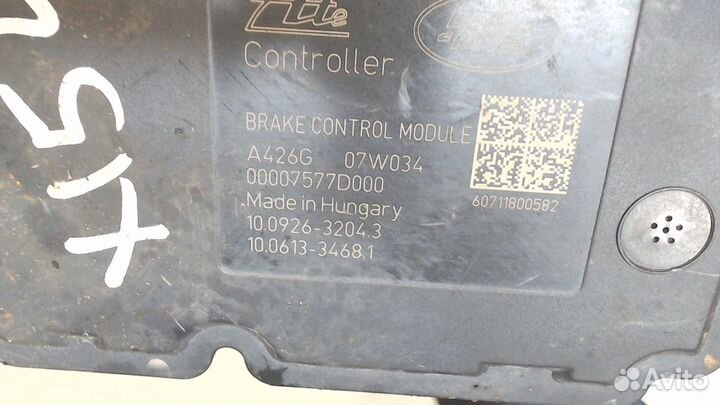 Ate
Controller
BRAKE CONTROL MODULE
A426G 07W034
00007577D000
Made in Hungary
10.0926-3204.3
10.0613-3468.1
60711800582
Avito